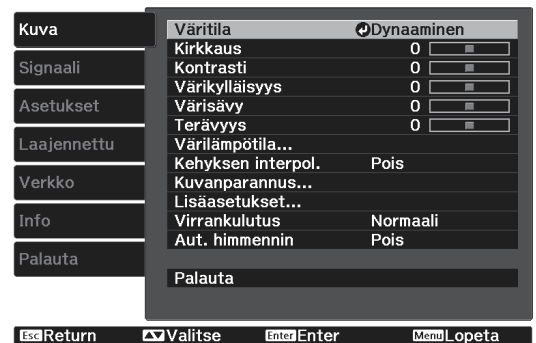 Kuva
Signaali
Asetukset
Laajennettu
Verkko
Info
Palauta
Väritila Dynaaminen
Kirkkaus 0
Kontrasti 0
Värikylläisyys 0
Värisävy 0
Terävyys 0
Värilämpötila...
Kehyksen interpol. Pois
Kuvanparannus...
Lisäasetukset...
Virrankulutus Normaali
Aut. himmennin Pois
Palauta
Esc Return Valitse Enter Enter Menu Lopeta